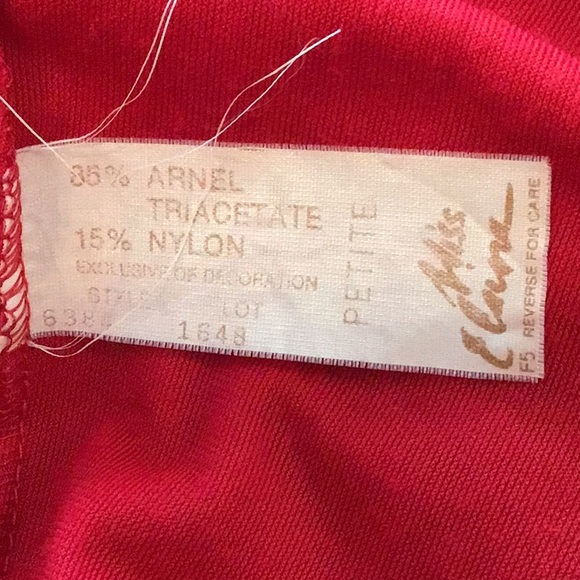 85% ARNEL
TRIACETATE
15% NYLON
EXCLUSIVE OF DECORATION
STYLE LOT
1648
PETITE
Miss
Elaine
F5 REVERSE FOR CARE